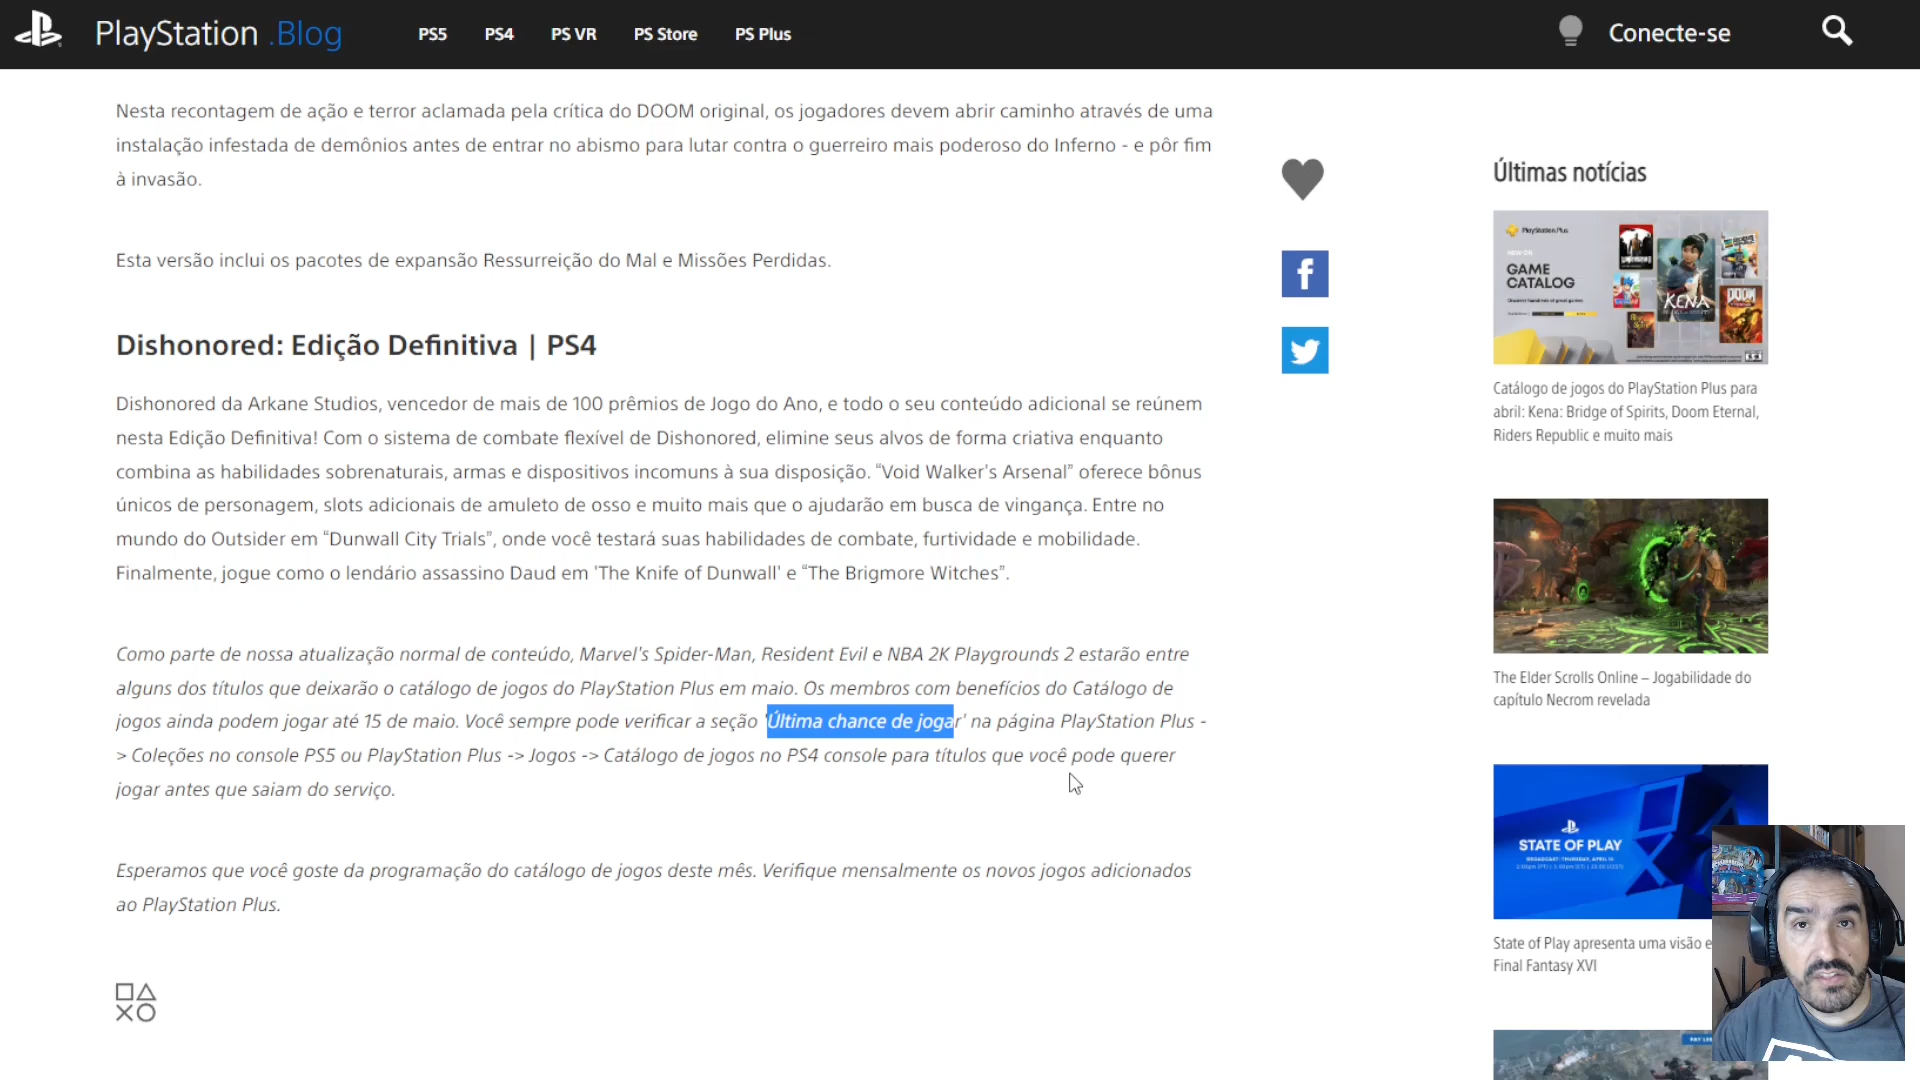 PlayStation .Blog
PS5 PS4 PS VR PS Store PS Plus
Conecte-se
Nesta recontagem de ação e terror aclamada pela crítica do DOOM original, os jogadores devem abrir caminho através de uma
instalação infestada de demônios antes de entrar no abismo para lutar contra o guerreiro mais poderoso do Inferno - e pôr fim
à invasão.
Esta versão inclui os pacotes de expansão Ressurreição do Mal e Missões Perdidas.
Dishonored: Edição Definitiva | PS4
Dishonored da Arkane Studios, vencedor de mais de 100 prêmios de Jogo do Ano, e todo o seu conteúdo adicional se reúnem
nesta Edição Definitiva! Com o sistema de combate flexível de Dishonored, elimine seus alvos de forma criativa enquanto
combina as habilidades sobrenaturais, armas e dispositivos incomuns à sua disposição. “Void Walker's Arsenal” oferece bônus
únicos de personagem, slots adicionais de amuleto de osso e muito mais que o ajudarão em busca de vingança. Entre no
mundo do Outsider em “Dunwall City Trials”, onde você testará suas habilidades de combate, furtividade e mobilidade.
Finalmente, jogue como o lendário assassino Daud em 'The Knife of Dunwall' e “The Brigmore Witches”.
Como parte de nossa atualização normal de conteúdo, Marvel's Spider-Man, Resident Evil e NBA 2K Playgrounds 2 estarão entre
alguns dos títulos que deixarão o catálogo de jogos do PlayStation Plus em maio. Os membros com benefícios do Catálogo de
jogos ainda podem jogar até 15 de maio. Você sempre pode verificar a seção 'Última chance de jogar' na página PlayStation Plus -
> Coleções no console PS5 ou PlayStation Plus -> Jogos -> Catálogo de jogos no PS4 console para títulos que você pode querer
jogar antes que saiam do serviço.
Esperamos que você goste da programação do catálogo de jogos deste mês. Verifique mensalmente os novos jogos adicionados
ao PlayStation Plus.
Últimas notícias
PlayStation.Plus
GAME
CATALOG
KENA
DOOM
Catálogo de jogos do PlayStation Plus para
abril: Kena: Bridge of Spirits, Doom Eternal,
Riders Republic e muito mais
The Elder Scrolls Online – Jogabilidade do
capítulo Necrom revelada
STATE OF PLAY
State of Play apresenta uma visão e
Final Fantasy XVI